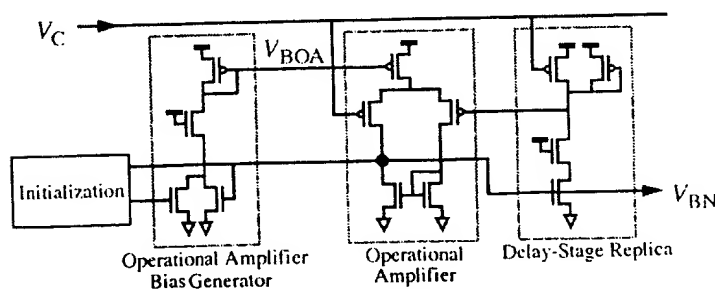 V_C
V_BOA
Initialization
V_BN
Operational Amplifier
Bias Generator
Operational
Amplifier
Delay-Stage Replica